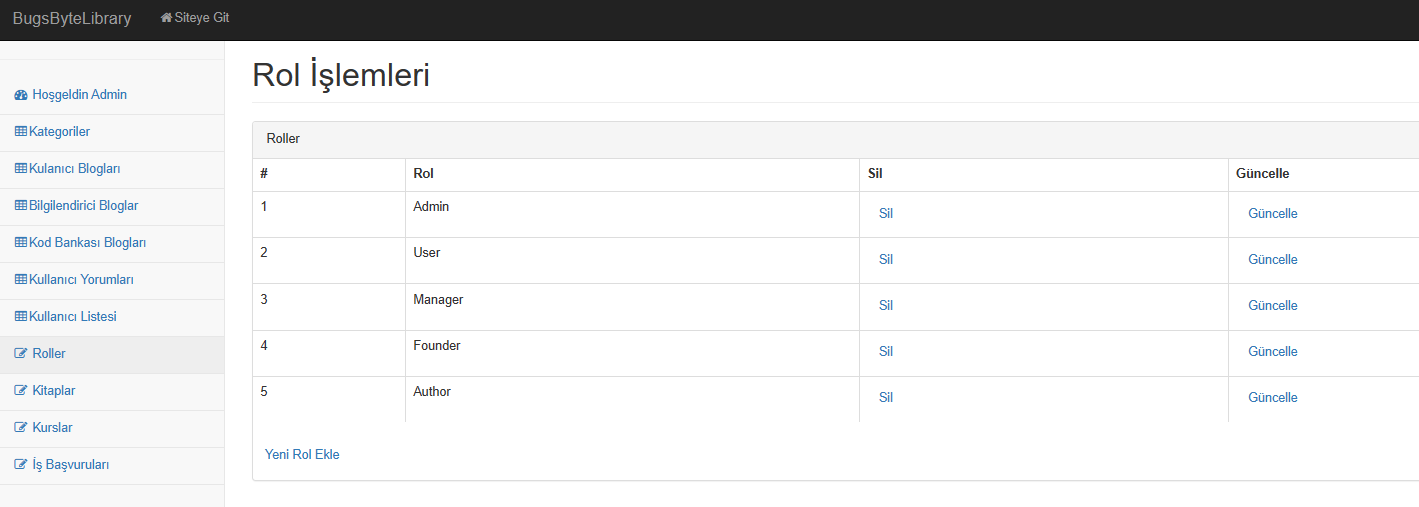 BugsByteLibrary Siteye Git
Hoşgeldin Admin
Kategoriler
Kulanıcı Blogları
Bilgilendirici Bloglar
Kod Bankası Blogları
Kullanıcı Yorumları
Kullanıcı Listesi
Roller
Kitaplar
Kurslar
İş Başvuruları
Rol İşlemleri
Roller
# Rol Sil Güncelle
1 Admin Sil Güncelle
2 User Sil Güncelle
3 Manager Sil Güncelle
4 Founder Sil Güncelle
5 Author Sil Güncelle
Yeni Rol Ekle